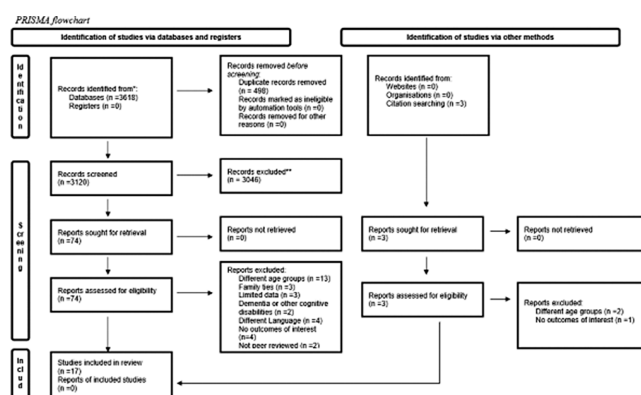 PRISMA flowchart
Identification of studies via databases and registers
Identification of studies via other methods
Identification
Records identified from*:
Databases (n =3618)
Registers (n =0)
Records removed before
screening:
Duplicate records removed
(n = 498)
Records marked as ineligible
by automation tools (n =0)
Records removed for other
reasons (n =0)
Records identified from:
Websites (n =0)
Organisations (n =0)
Citation searching (n =3)
Screening
Records screened
(n =3120)
Records excluded**
(n = 3046)
Reports sought for retrieval
(n =74)
Reports not retrieved
(n =0)
Reports sought for retrieval
(n =3)
Reports not retrieved
(n =0)
Reports assessed for eligibility
(n =74)
Reports excluded:
Different age groups (n =13)
Family ties (n =3)
Limited data (n =3)
Dementia or other cognitive
disabilities (n =2)
Different Language (n =4)
No outcomes of interest
(n=4)
Not peer reviewed (n =2)
Reports assessed for eligibility
(n =3)
Reports excluded:
Different age groups (n =2)
No outcomes of Interest (n =1)
Includ
Studies included in review
(n =17)
Reports of included studies
(n =0)